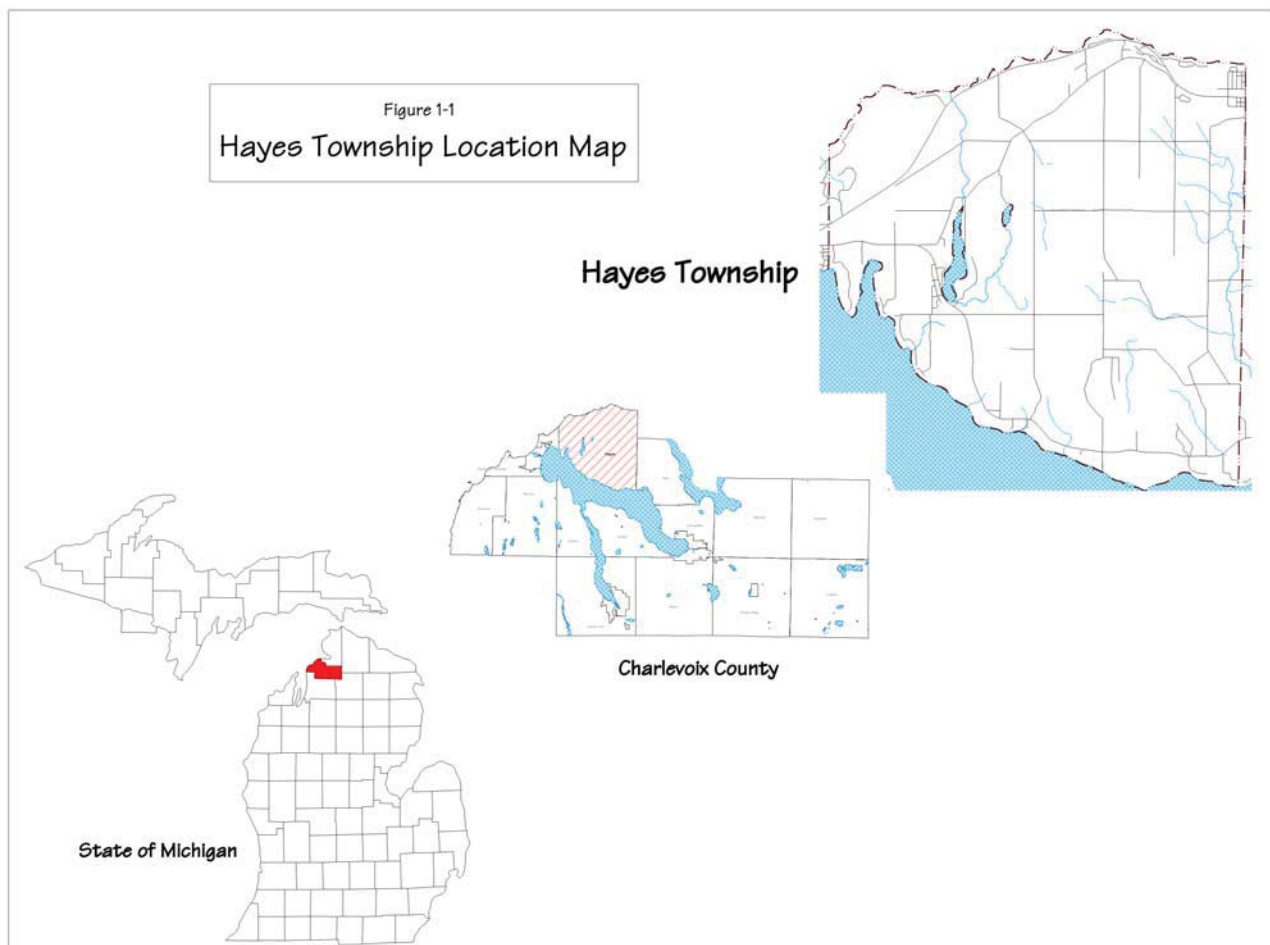 Figure 1-1
Hayes Township Location Map
Hayes Township
Charlevoix County
State of Michigan